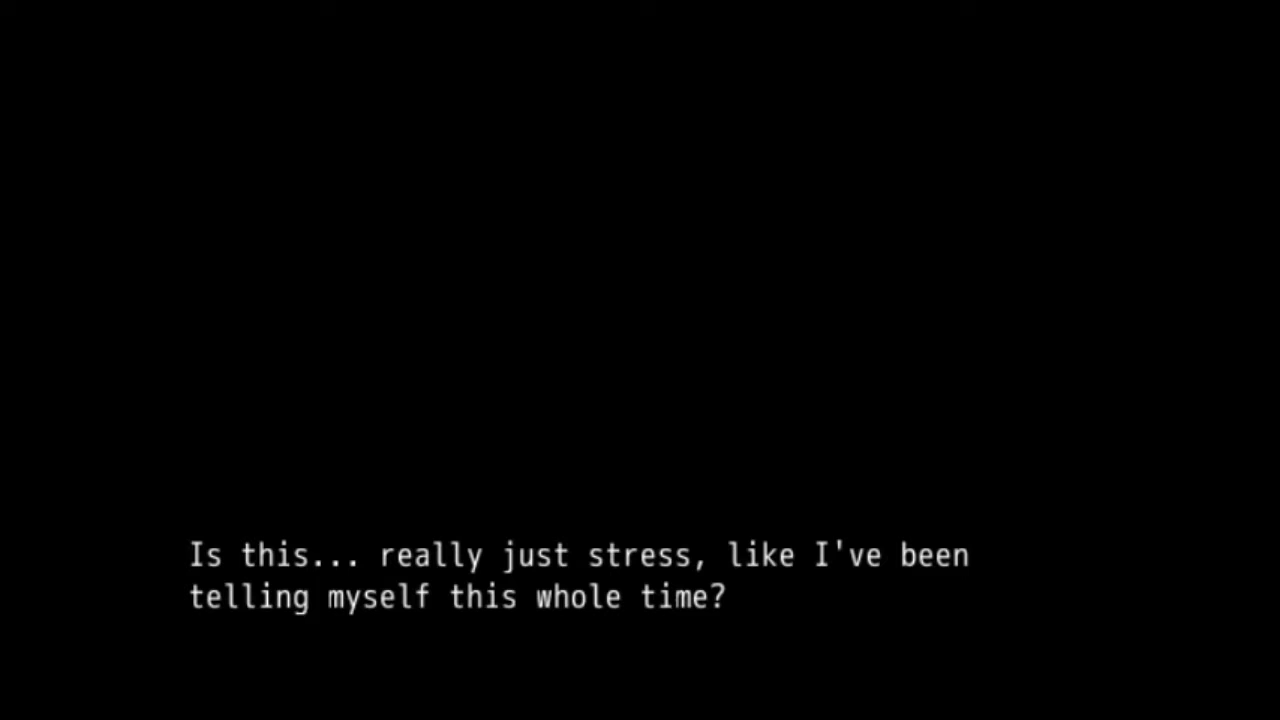 Is this... really just stress, like I've been
telling myself this whole time?